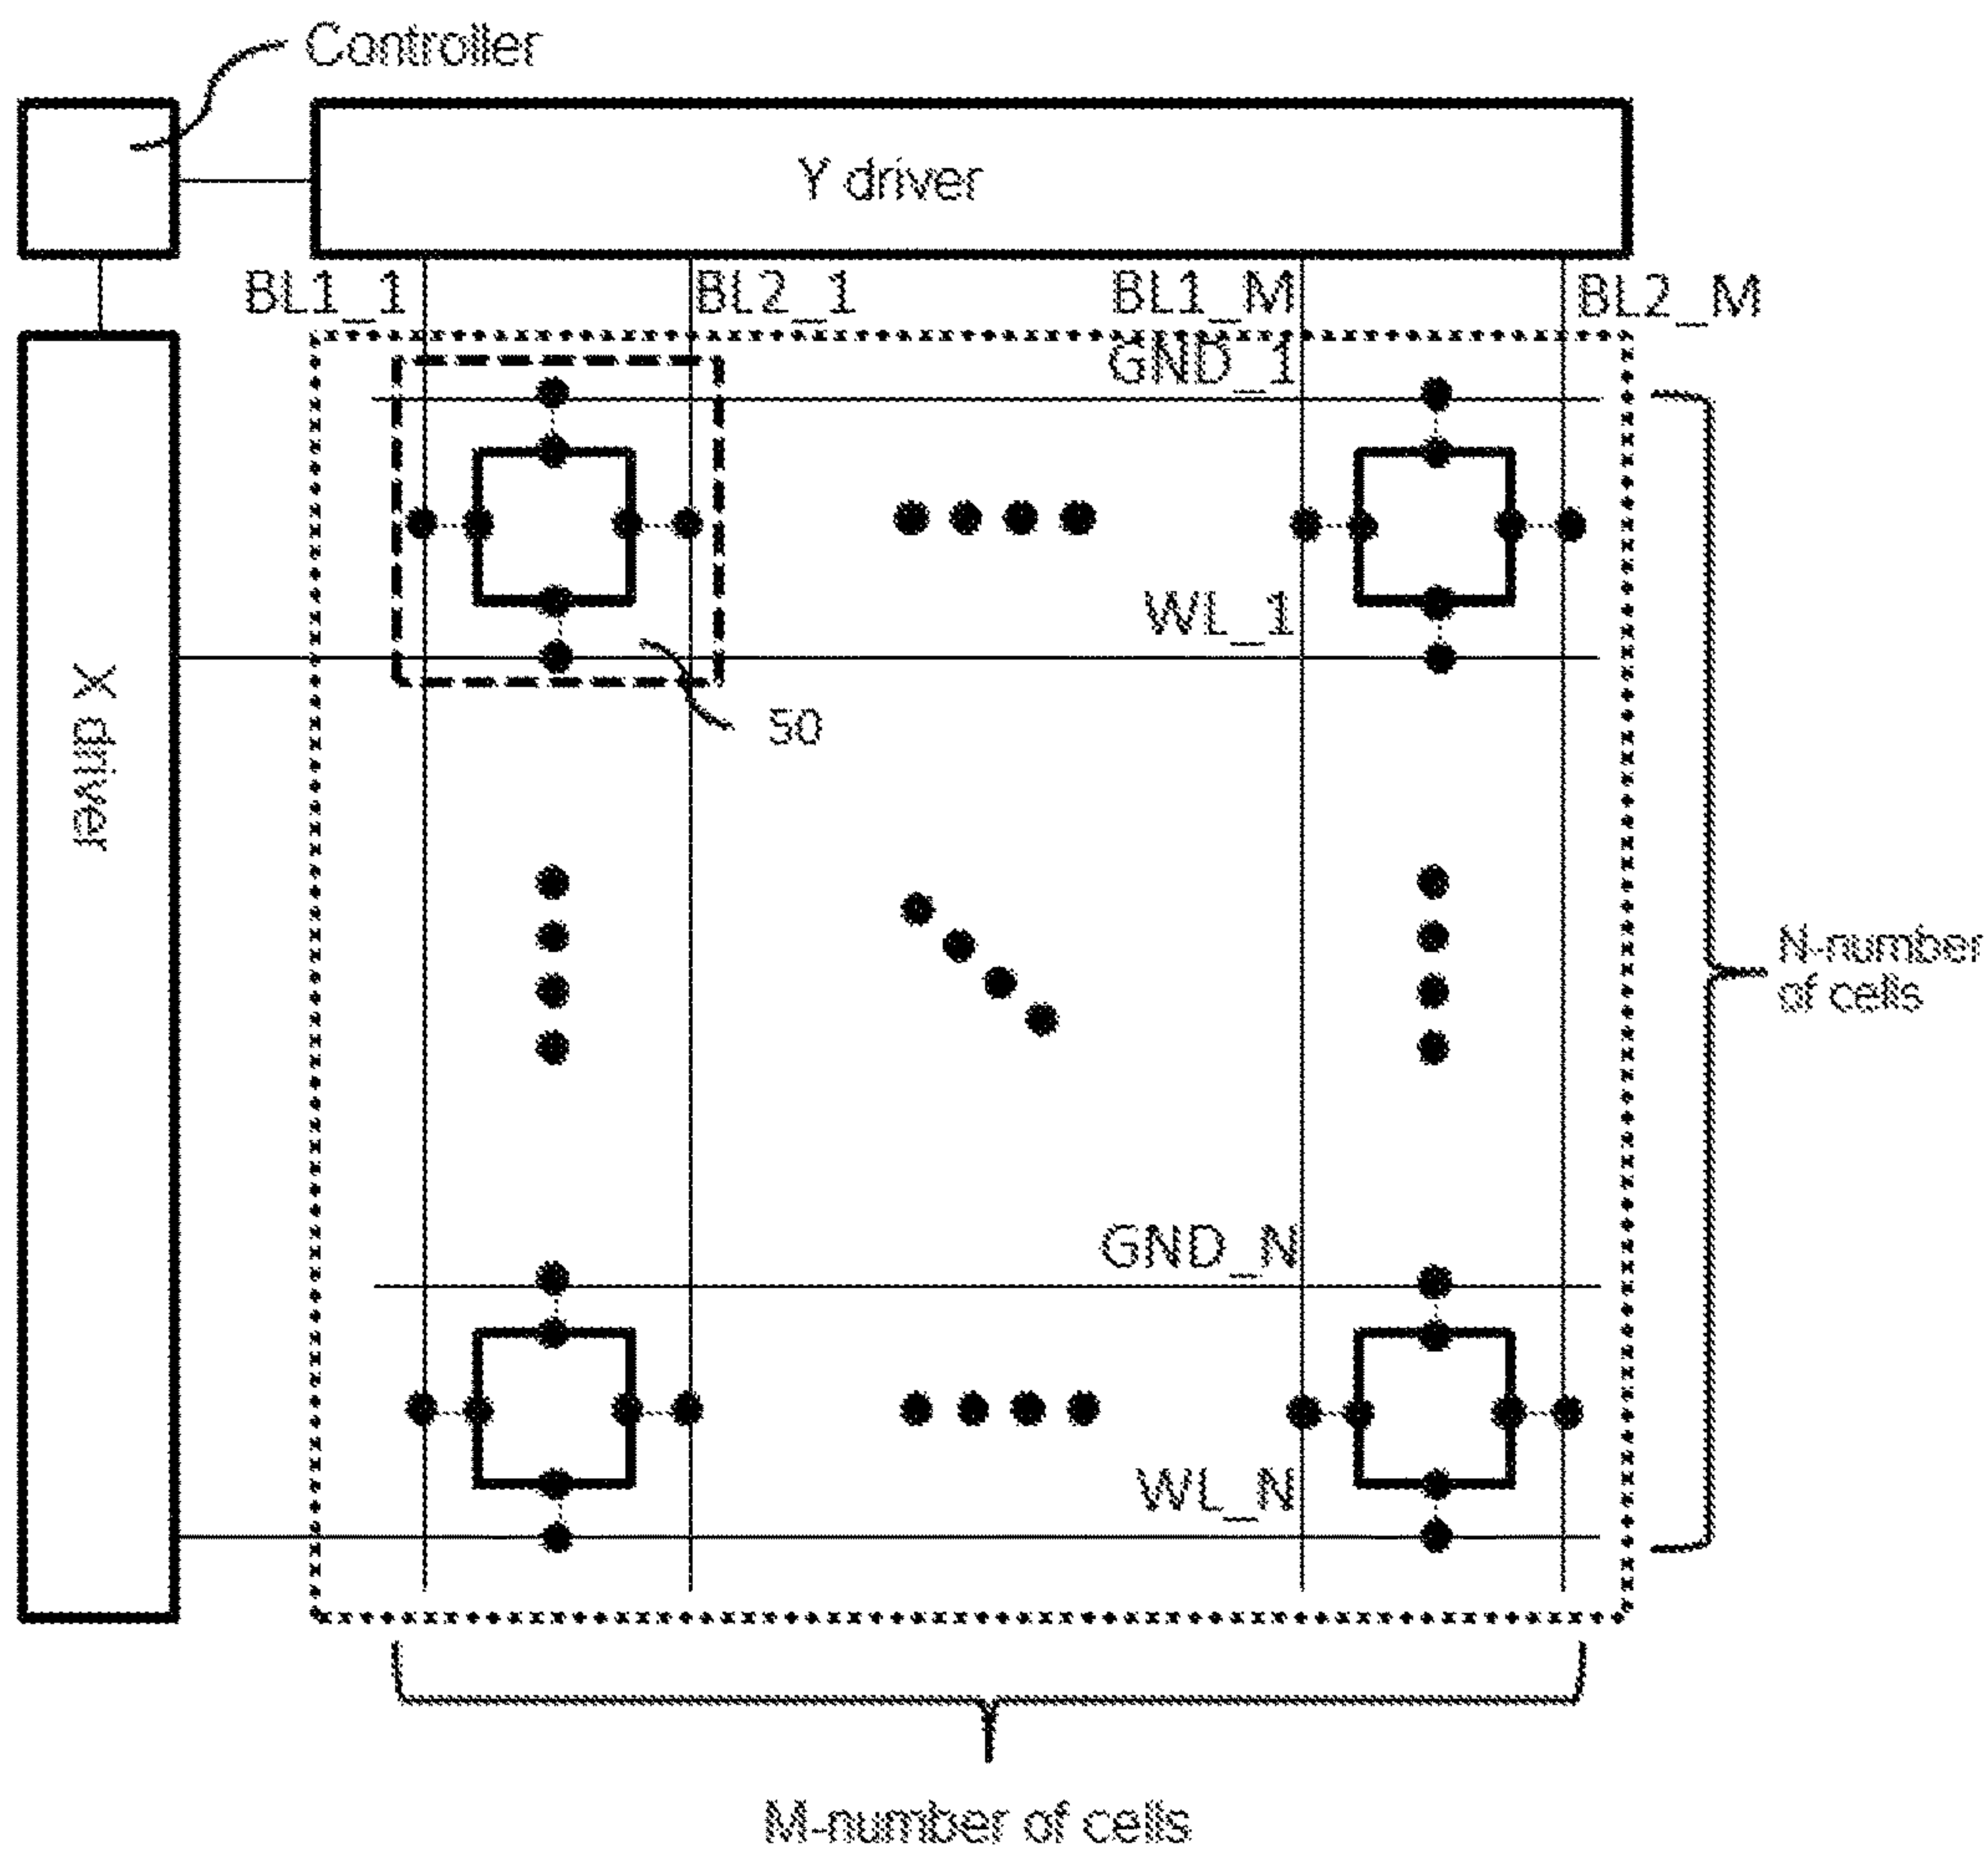 Controller
Y driver
BL1_1
BL2_1
BL1_M
BL2_M
GND_1
WL_1
50
X driver
N-number
of cells
GND_N
WL_N
M-number of cells